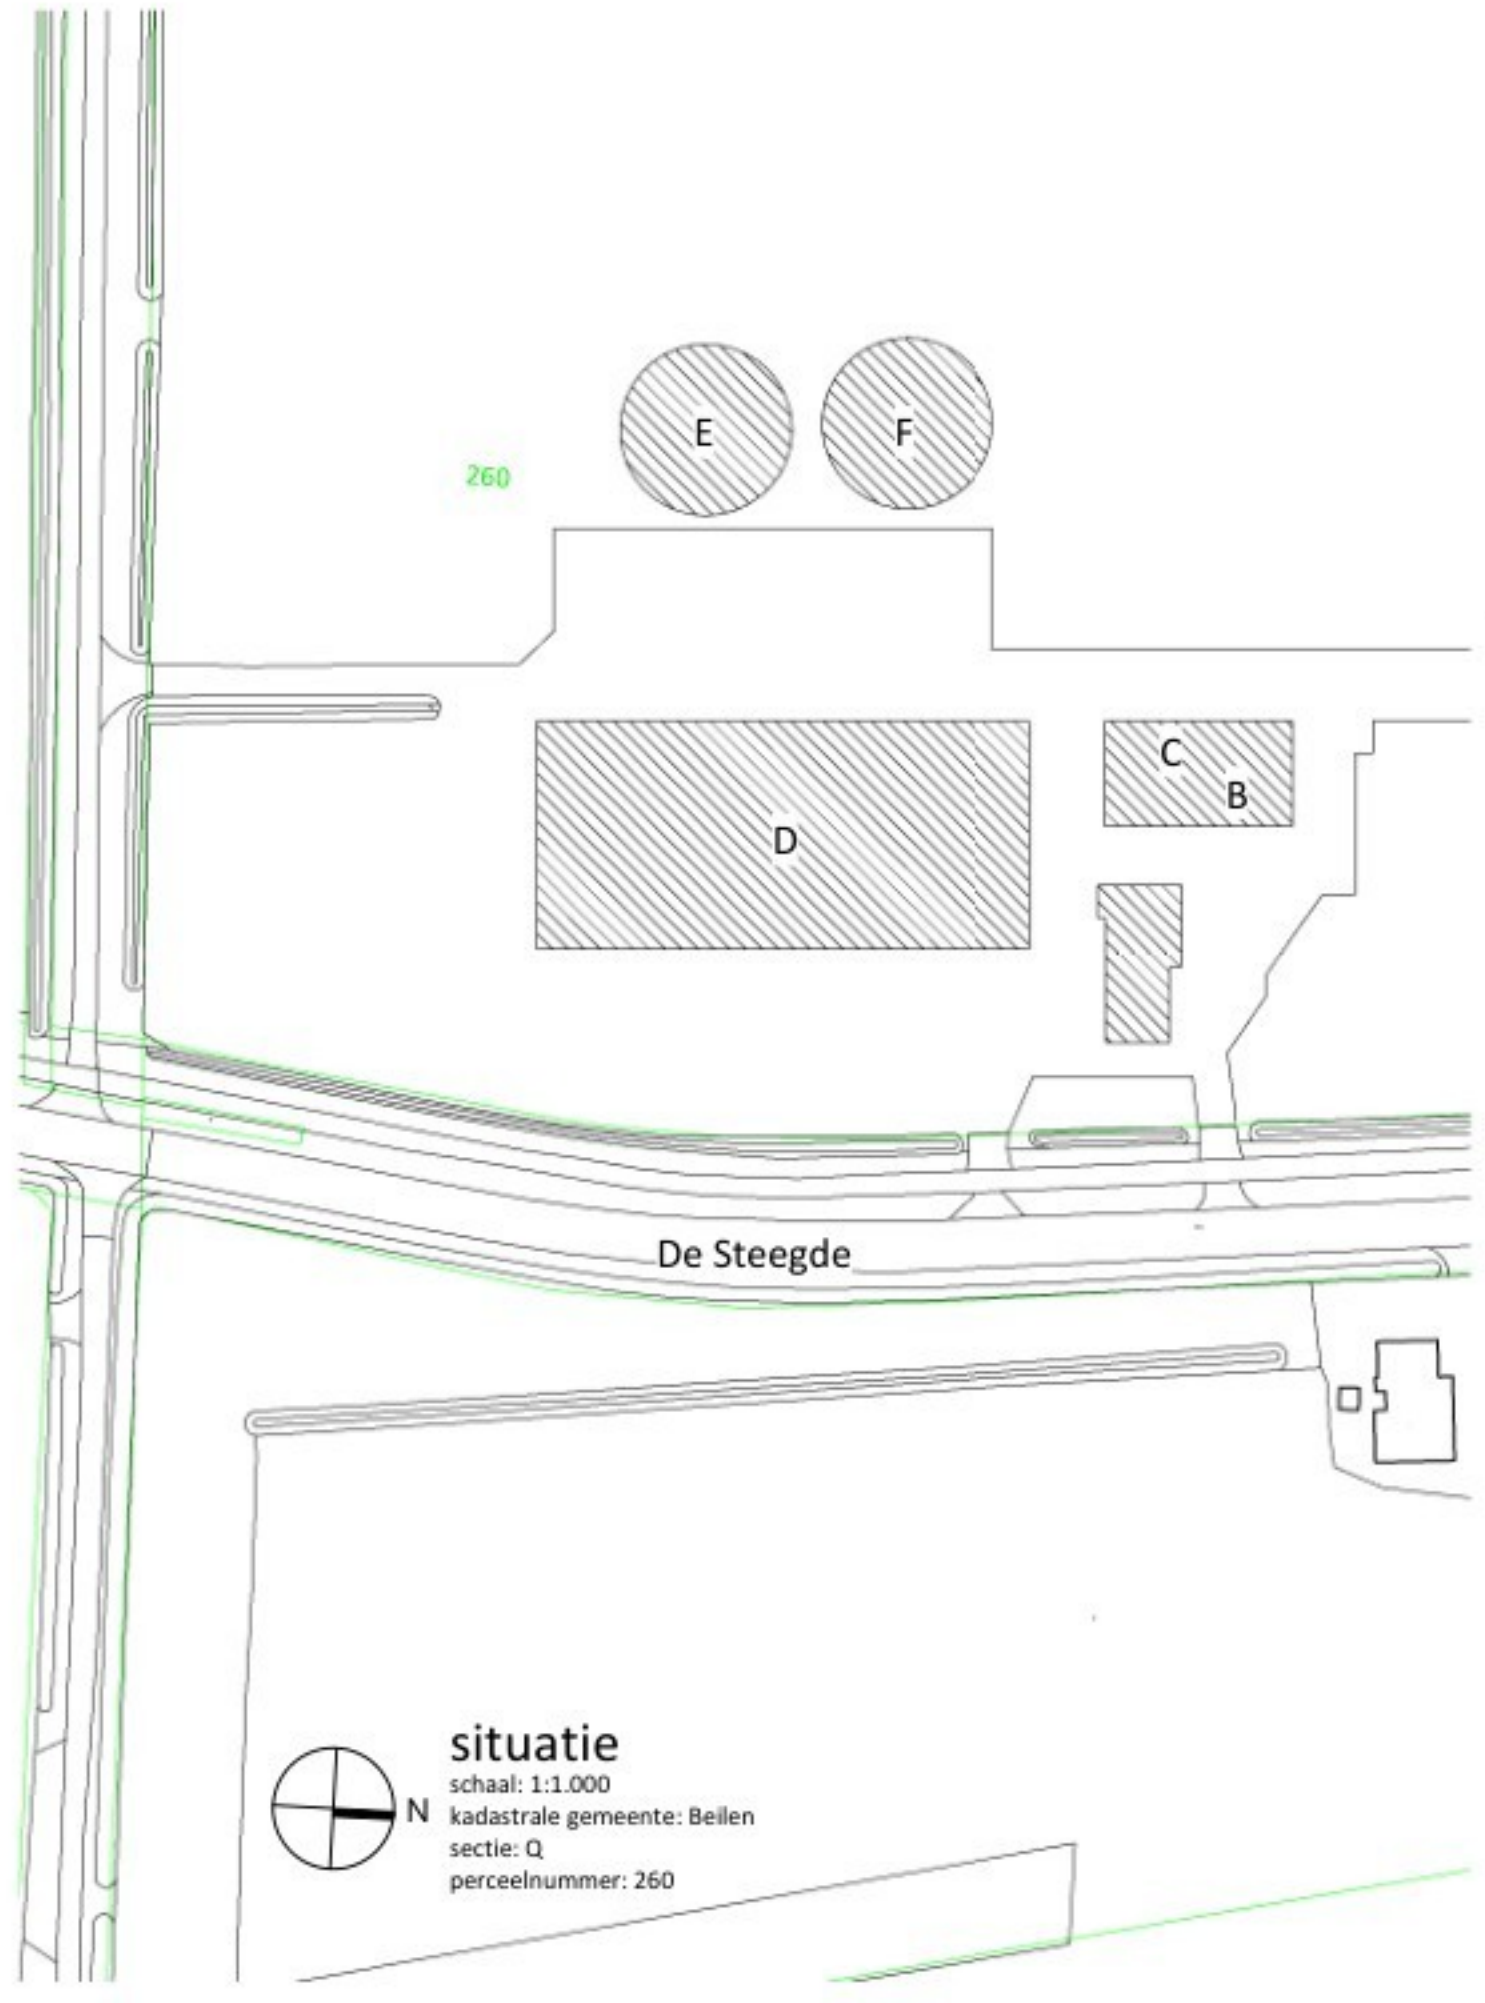 E
F
260
C
B
D
De Steegde
situatie
schaal: 1:1.000
N
kadastrale gemeente: Beilen
sectie: Q
perceelnummer: 260